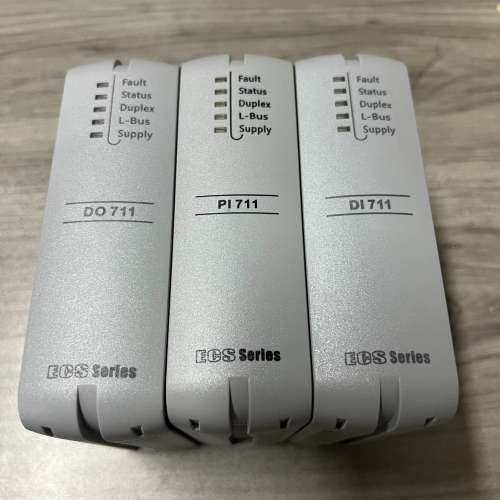 Fault
Status
Duplex
L-Bus
Supply
DO 711
ECS Series
Fault
Status
Duplex
L-Bus
Supply
PI 711
ECS Series
Fault
Status
Duplex
L-Bus
Supply
DI 711
ECS Series